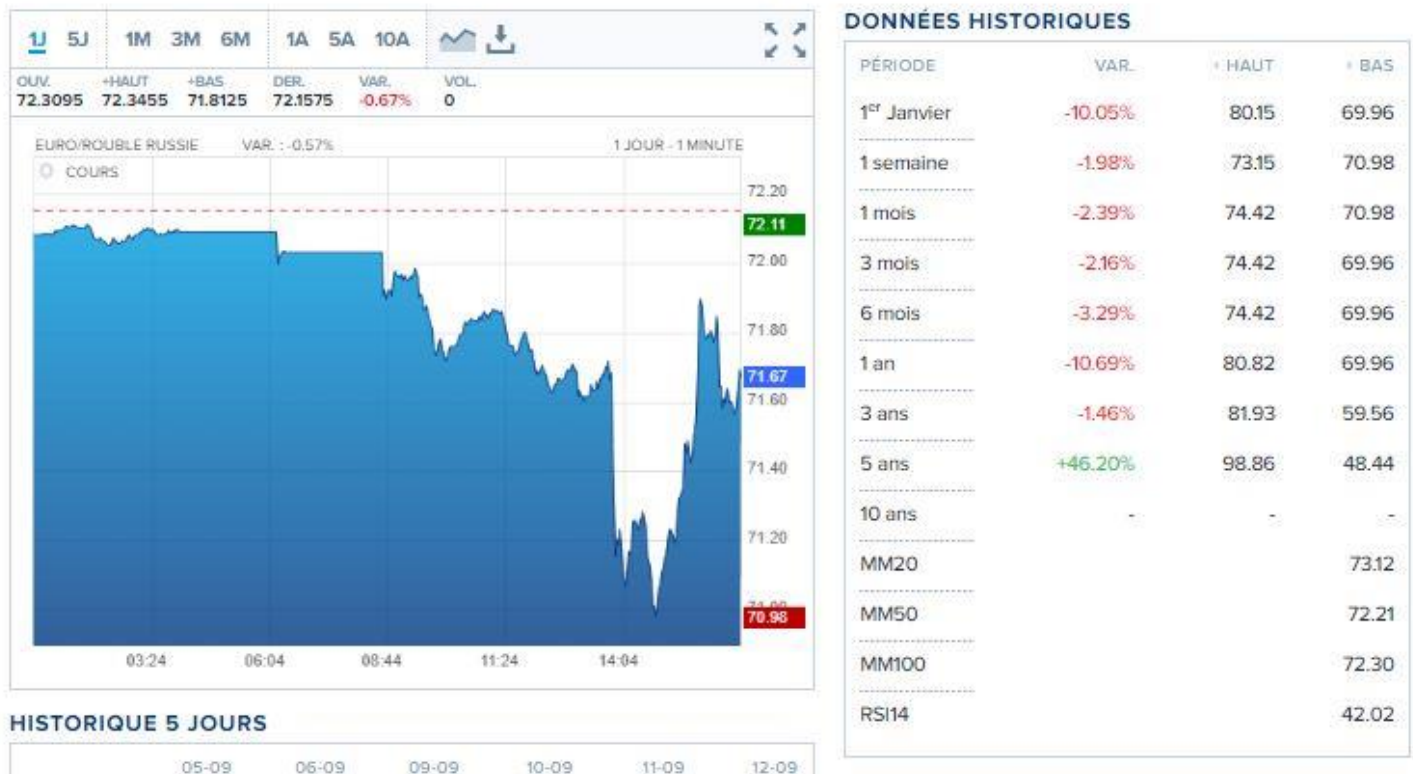 1J 5J 1M 3M 6M 1A 5A 10A
OUV. +HAUT +BAS DER. VAR. VOL.
72.3095 72.3455 71.8125 72.1575 -0.67% 0
EURO/ROUBLE RUSSIE VAR. : -0.57% 1 JOUR - 1 MINUTE
COURS
72.20
72.11
72.00
71.80
71.67
71.60
71.40
71.20
70.98
03:24 06:04 08:44 11:24 14:04
HISTORIQUE 5 JOURS
05-09 06-09 09-09 10-09 11-09 12-09
DONNÉES HISTORIQUES
PÉRIODE VAR. + HAUT + BAS
1er Janvier -10.05% 80.15 69.96
1 semaine -1.98% 73.15 70.98
1 mois -2.39% 74.42 70.98
3 mois -2.16% 74.42 69.96
6 mois -3.29% 74.42 69.96
1 an -10.69% 80.82 69.96
3 ans -1.46% 81.93 59.56
5 ans +46.20% 98.86 48.44
10 ans - - -
MM20 73.12
MM50 72.21
MM100 72.30
RSI14 42.02